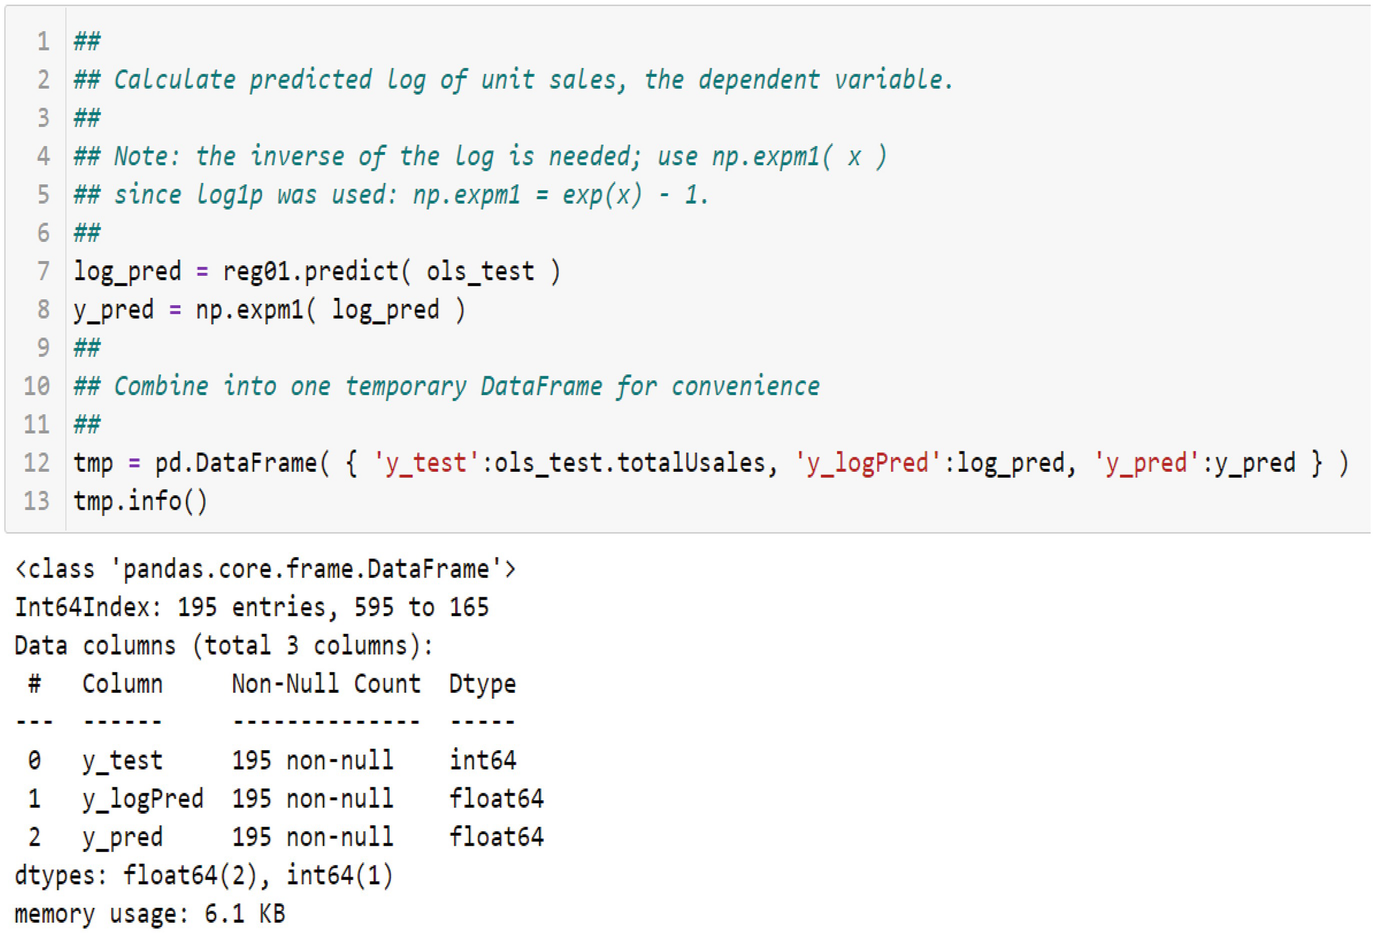 1 ##
2 ## Calculate predicted log of unit sales, the dependent variable.
3 ##
4 ## Note: the inverse of the log is needed; use np.expm1( x )
5 ## since log1p was used: np.expm1 = exp(x) - 1.
6 ##
7 log_pred = reg01.predict( ols_test )
8 y_pred = np.expm1( log_pred )
9 ##
10 ## Combine into one temporary DataFrame for convenience
11 ##
12 tmp = pd.DataFrame( { 'y_test':ols_test.totalUsales, 'y_logPred':log_pred, 'y_pred':y_pred } )
13 tmp.info()
<class 'pandas.core.frame.DataFrame'>
Int64Index: 195 entries, 595 to 165
Data columns (total 3 columns):
 #   Column     Non-Null Count  Dtype
---  ------     --------------  -----
 0   y_test     195 non-null    int64
 1   y_logPred  195 non-null    float64
 2   y_pred     195 non-null    float64
dtypes: float64(2), int64(1)
memory usage: 6.1 KB